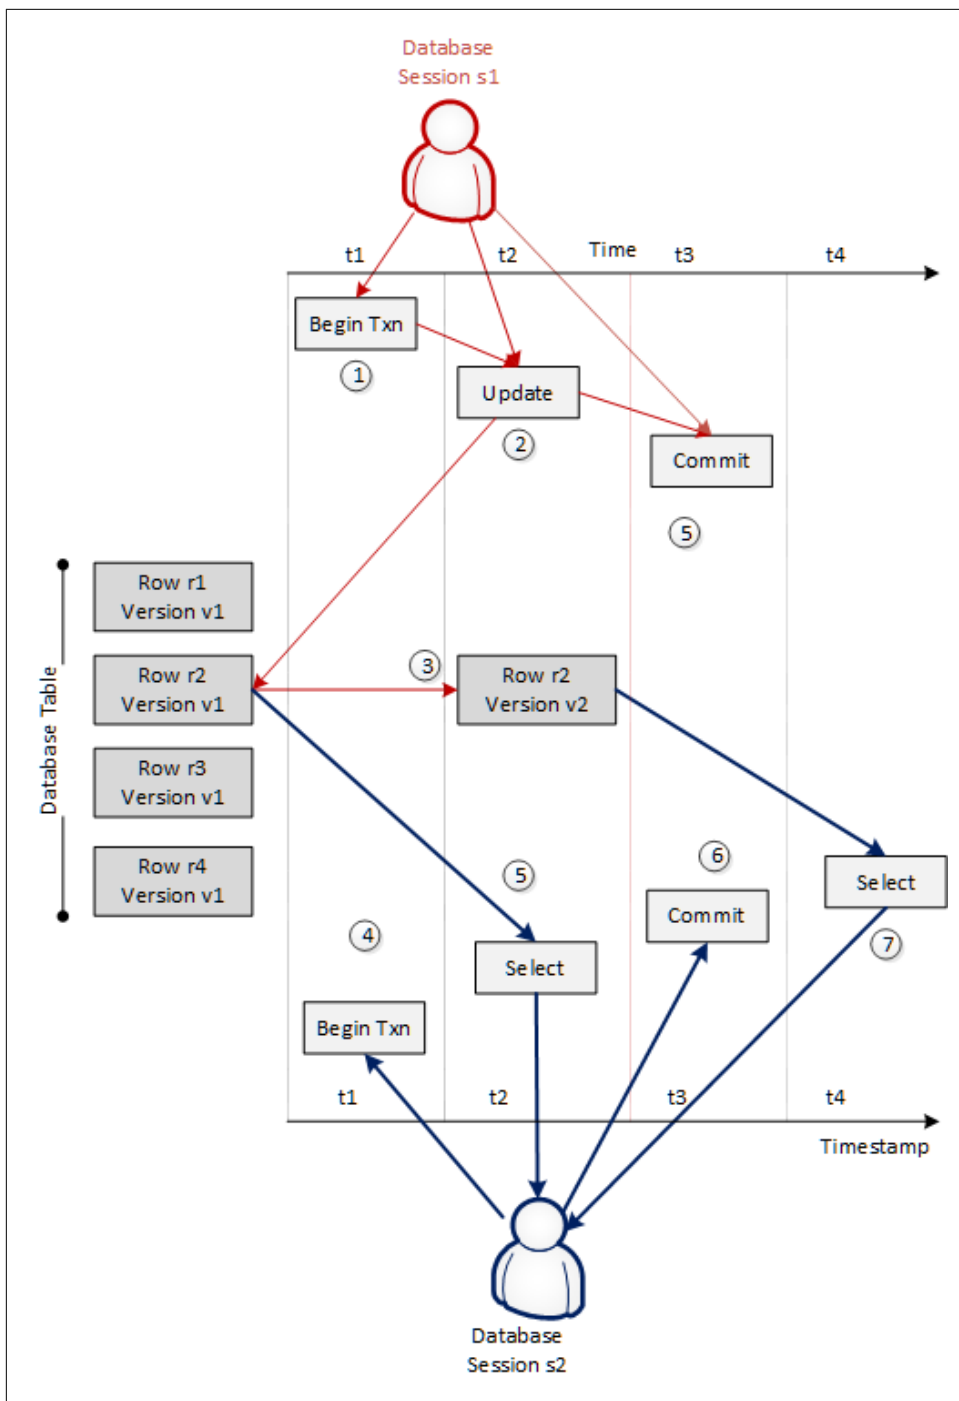 Database
Session s1
t1
t2
Time
t3
t4
Begin Txn
1
Update
2
Commit
5
Database Table
Row r1
Version v1
Row r2
Version v1
3
Row r2
Version v2
Row r3
Version v1
Row r4
Version v1
5
6
Select
4
Commit
7
Select
Begin Txn
t1
t2
t3
t4
Timestamp
Database
Session s2